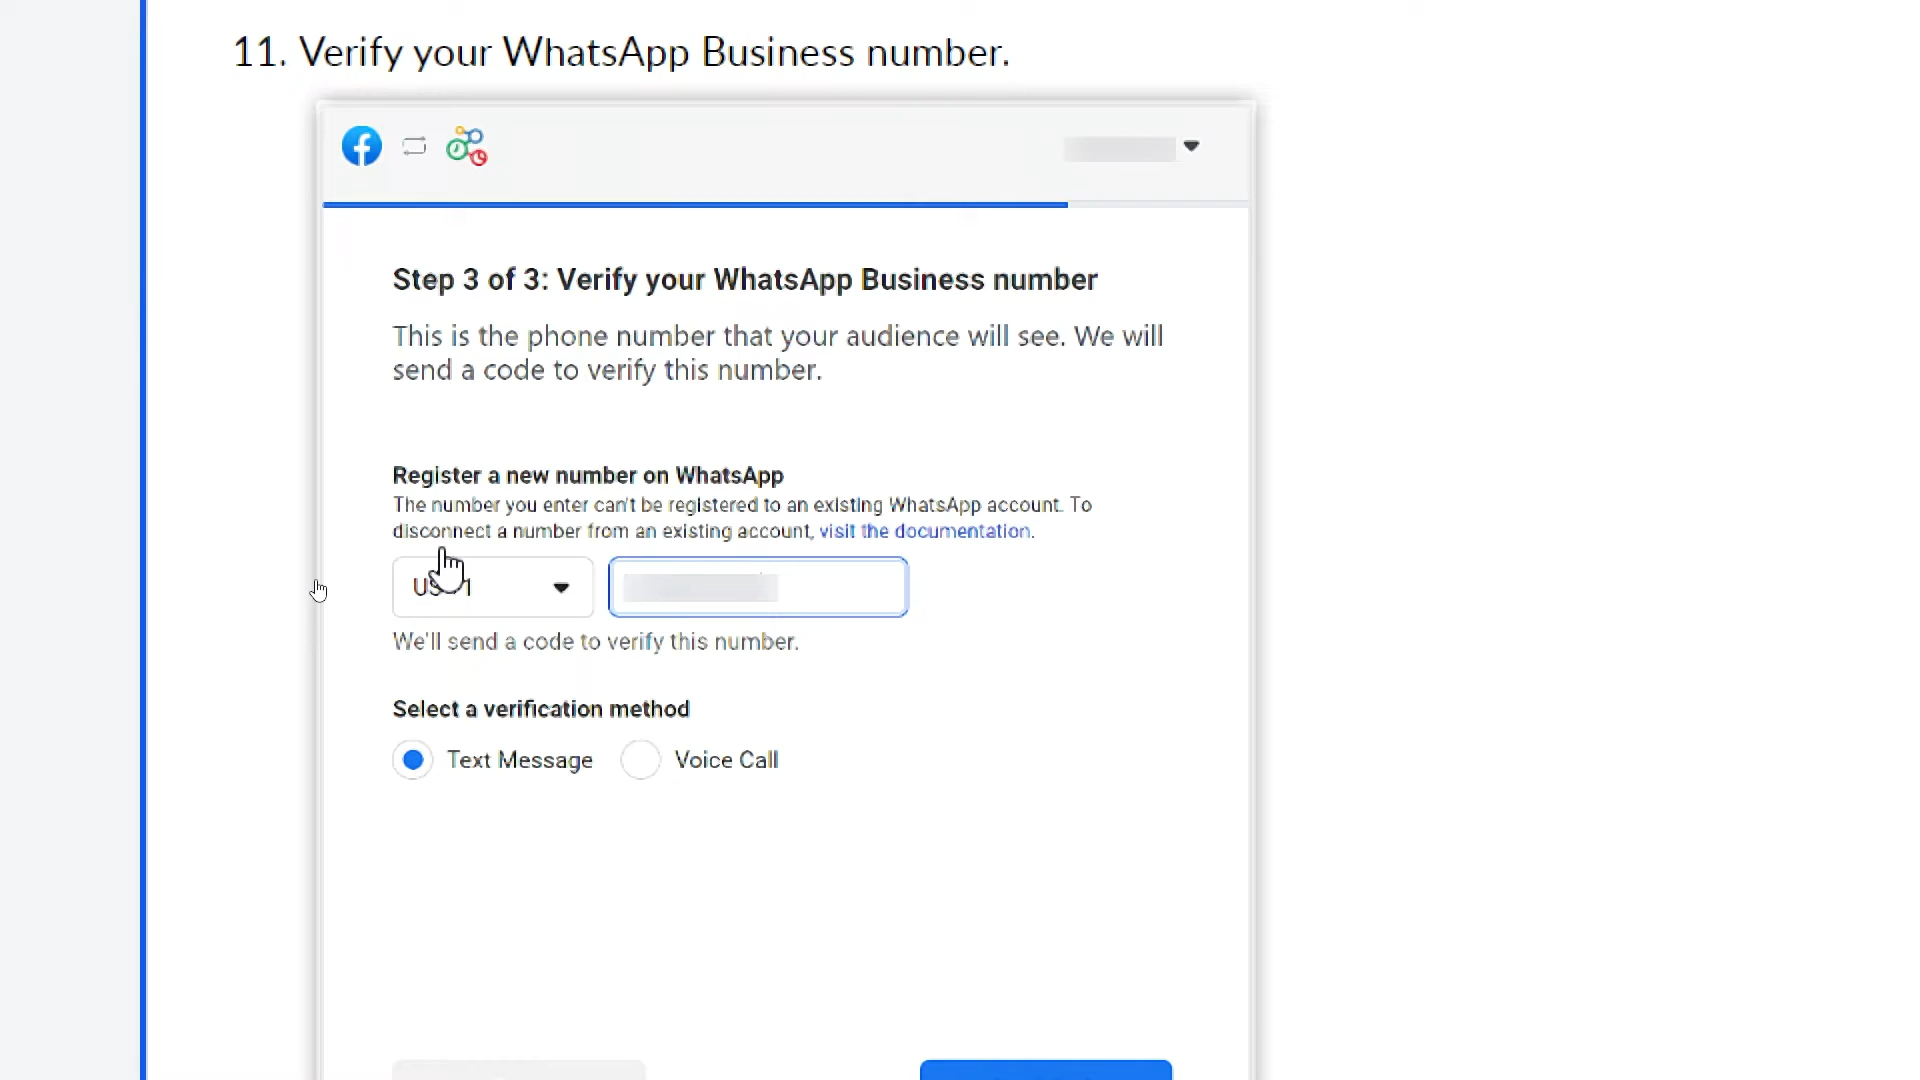 11. Verify your WhatsApp Business number.
Step 3 of 3: Verify your WhatsApp Business number
This is the phone number that your audience will see. We will
send a code to verify this number.
Register a new number on WhatsApp
The number you enter can't be registered to an existing WhatsApp account. To
disconnect a number from an existing account, visit the documentation.
US
We'll send a code to verify this number.
Select a verification method
Text Message
Voice Call